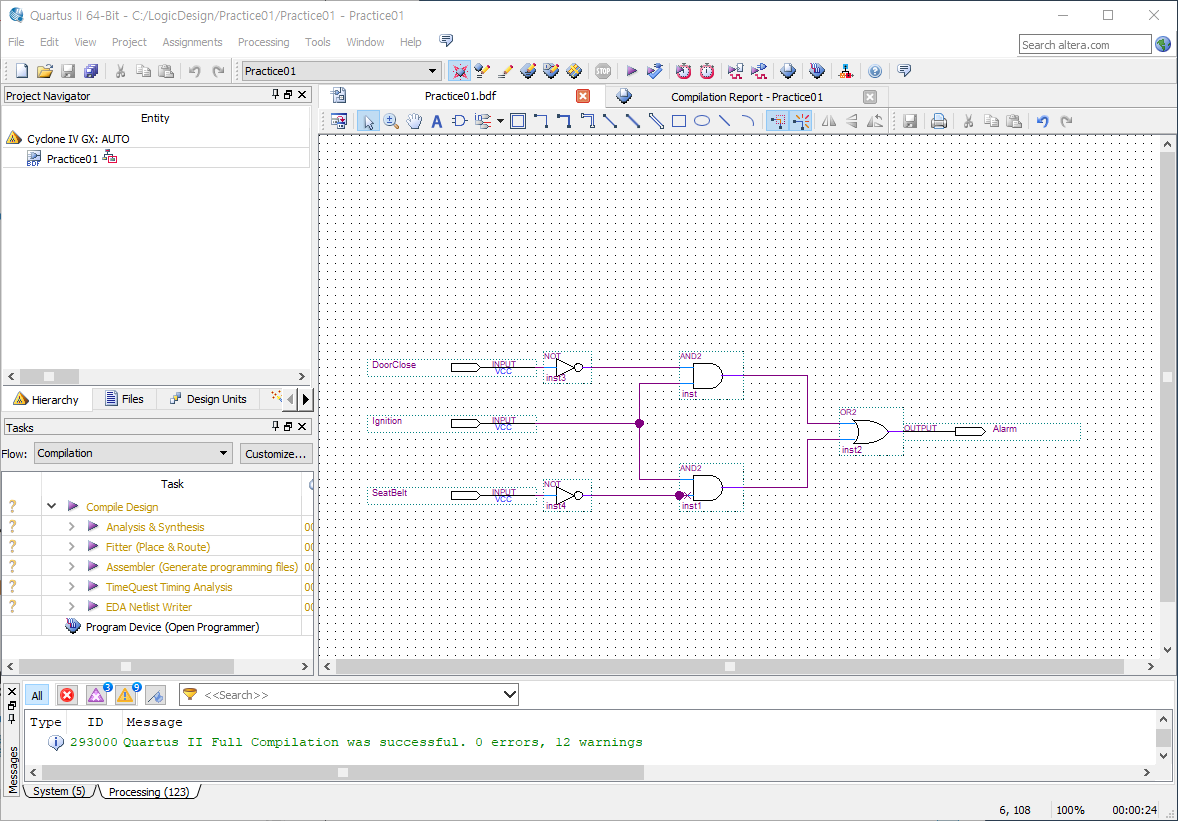 Quartus II 64-Bit - C:/LogicDesign/Practice01/Practice01 - Practice01
File Edit View Project Assignments Processing Tools Window Help
Search altera.com
Practice01
STOP
Project Navigator
Practice01.bdf
Compilation Report - Practice01
Entity
Cyclone IV GX: AUTO
BDF Practice01
Hierarchy Files Design Units
Tasks
Flow: Compilation Customize...
Task
Compile Design
Analysis & Synthesis 00
Fitter (Place & Route) 00
Assembler (Generate programming files) 00
TimeQuest Timing Analysis 00
EDA Netlist Writer 00
Program Device (Open Programmer)
DoorClose INPUT VCC NOT inst3
AND2 inst
Ignition INPUT VCC
OR2 inst2 OUTPUT Alarm
SeatBelt INPUT VCC NOT inst4
AND2 inst1
All 3 9 <<Search>>
Type ID Message
293000 Quartus II Full Compilation was successful. 0 errors, 12 warnings
Messages
System (5) Processing (123)
6, 108 100% 00:00:24